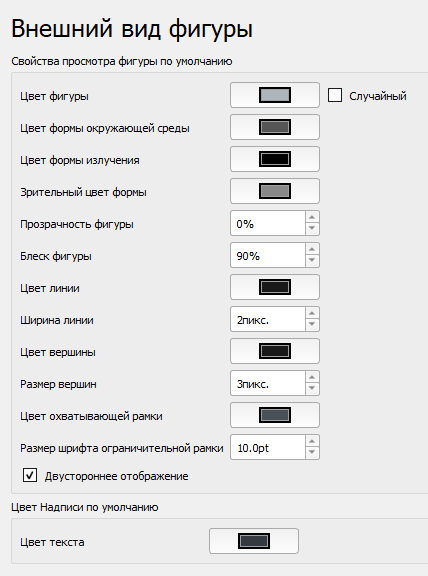 Внешний вид фигуры
Свойства просмотра фигуры по умолчанию
Цвет фигуры Случайный
Цвет формы окружающей среды
Цвет формы излучения
Зрительный цвет формы
Прозрачность фигуры 0%
Блеск фигуры 90%
Цвет линии
Ширина линии 2пикс.
Цвет вершины
Размер вершин 3пикс.
Цвет охватывающей рамки
Размер шрифта ограничительной рамки 10.0pt
Двустороннее отображение
Цвет Надписи по умолчанию
Цвет текста